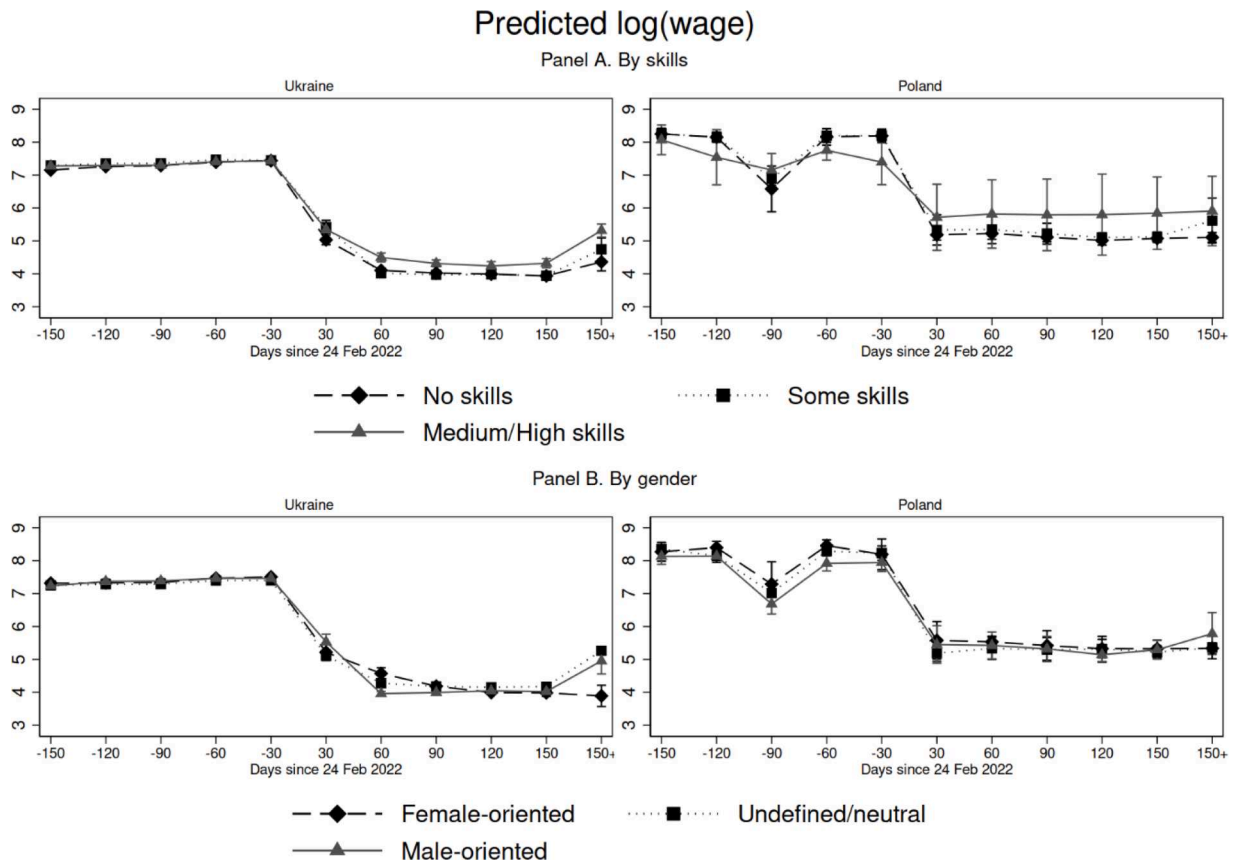 Predicted log(wage)
Panel A. By skills
Ukraine
Poland
9
8
7
6
5
4
3
-150 -120 -90 -60 -30 30 60 90 120 150 150+
Days since 24 Feb 2022
9
8
7
6
5
4
3
-150 -120 -90 -60 -30 30 60 90 120 150 150+
Days since 24 Feb 2022
No skills
Some skills
Medium/High skills
Panel B. By gender
Ukraine
Poland
9
8
7
6
5
4
3
-150 -120 -90 -60 -30 30 60 90 120 150 150+
Days since 24 Feb 2022
9
8
7
6
5
4
3
-150 -120 -90 -60 -30 30 60 90 120 150 150+
Days since 24 Feb 2022
Female-oriented
Undefined/neutral
Male-oriented